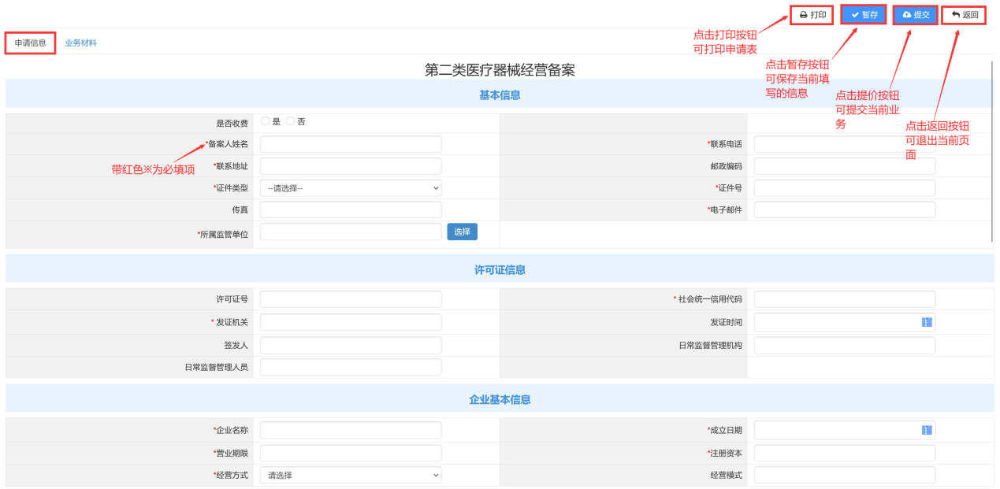 打印
暂存
提交
返回
点击打印按钮
可打印申请表
点击暂存按钮
可保存当前填
写的信息
点击提价按钮
可提交当前业
务
点击返回按钮
可退出当前页
面
申请信息
业务材料
第二类医疗器械经营备案
基本信息
是否收费
是
否
*备案人姓名
*联系电话
带红色※为必填项
*联系地址
邮政编码
*证件类型
--请选择--
*证件号
传真
*电子邮件
*所属监管单位
选择
许可证信息
许可证号
* 社会统一信用代码
* 发证机关
发证时间
签发人
日常监督管理机构
日常监督管理人员
企业基本信息
*企业名称
*成立日期
*营业期限
*注册资本
*经营方式
请选择
经营模式